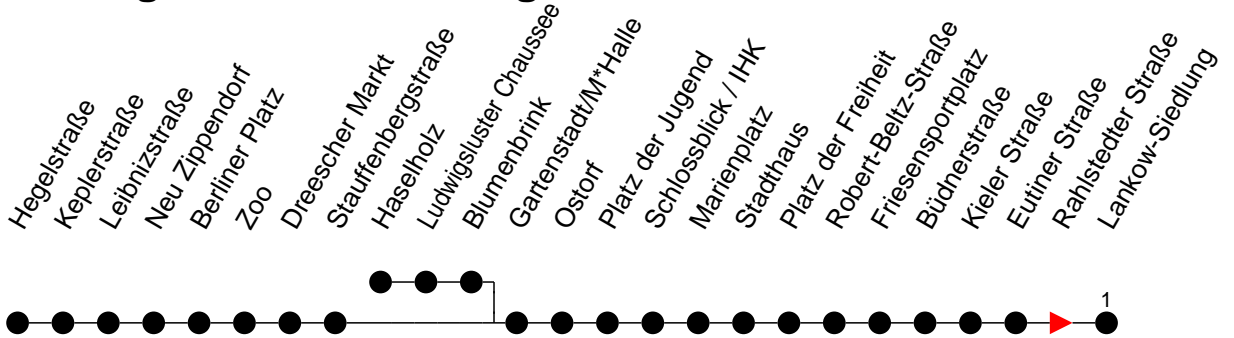 Hegelstraße
Keplerstraße
Leibnizstraße
Neu Zippendorf
Berliner Platz
Zoo
Dreescher Markt
Stauffenbergstraße
Haselholz
Ludwigsluster Chaussee
Blumenbrink
Gartenstadt/M*Halle
Ostorf
Platz der Jugend
Schlossblick / IHK
Marienplatz
Stadthaus
Platz der Freiheit
Robert-Beltz-Straße
Friesensportplatz
Büdnerstraße
Kieler Straße
Eutiner Straße
Rahlstedter Straße
Lankow-Siedlung
1